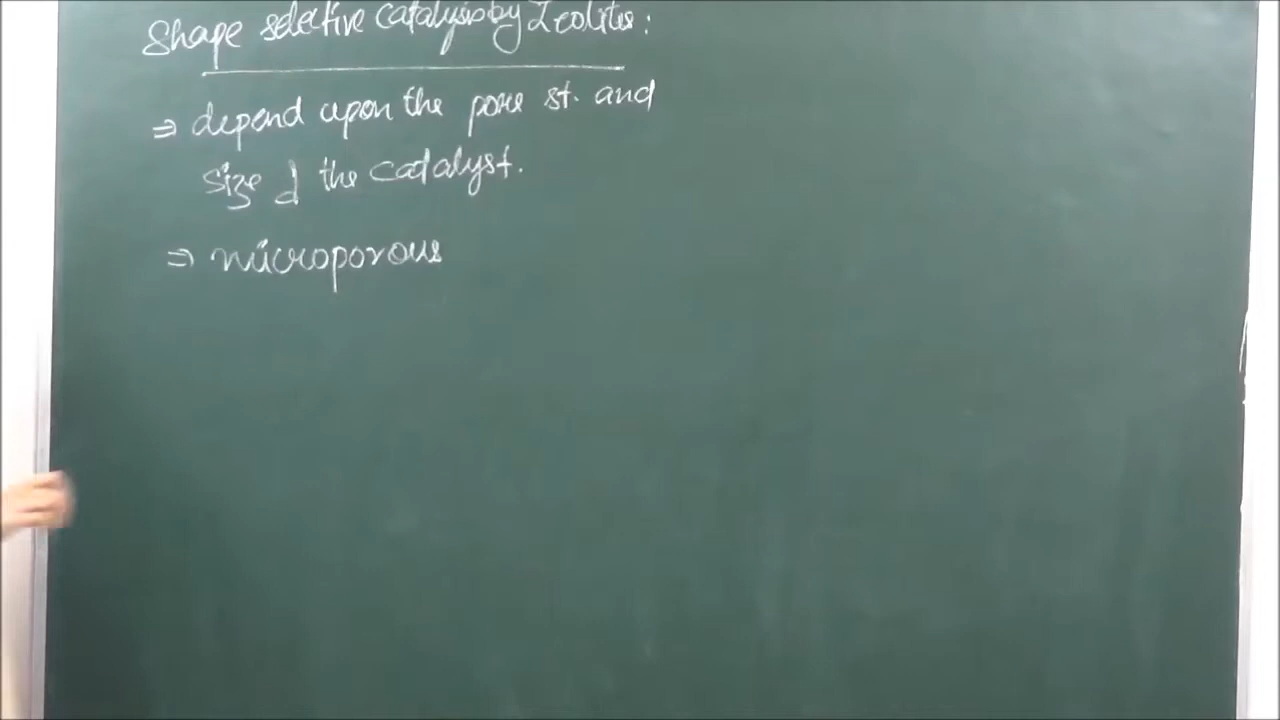 Shape selective catalysis by Zeolites:
⇒ depend upon the pore st. and
size of the catalyst.
⇒ microporous